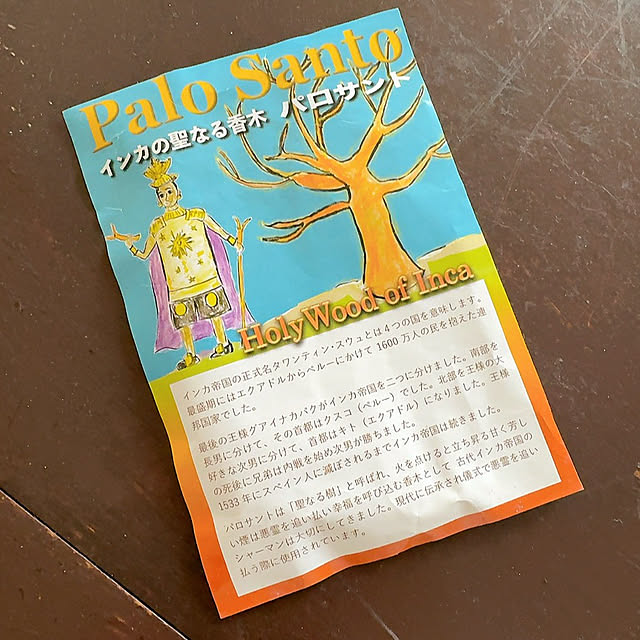 Palo Santo
インカの聖なる香木 パロサント
Holy Wood of Inca
インカ帝国の正式名タワンティン・スウユとは4つの国を意味します。
最盛期にはエクアドルからペルーにかけて1600万人の民を抱えた連
邦国家でした。
最後の王様グアイナカパクがインカ帝国を二つに分けました。南部を
長男に分けて、その首都はクスコ（ペルー）でした。北部を王様の大
好きな次男に分けて、首都はキト（エクアドル）になりました。王様
の死後に兄弟は内戦を始め次男が勝ちました。
1533年にスペイン人に滅ぼされるまでインカ帝国は続きました。
パロサントは「聖なる樹」と呼ばれ、火を点けると立ち昇る甘く芳し
い煙は悪霊を追い払い幸福を呼び込む香木として 古代インカ帝国の
シャーマンは大切にしてきました。現代に伝承され儀式で悪霊を追い
払う際に使用されています。